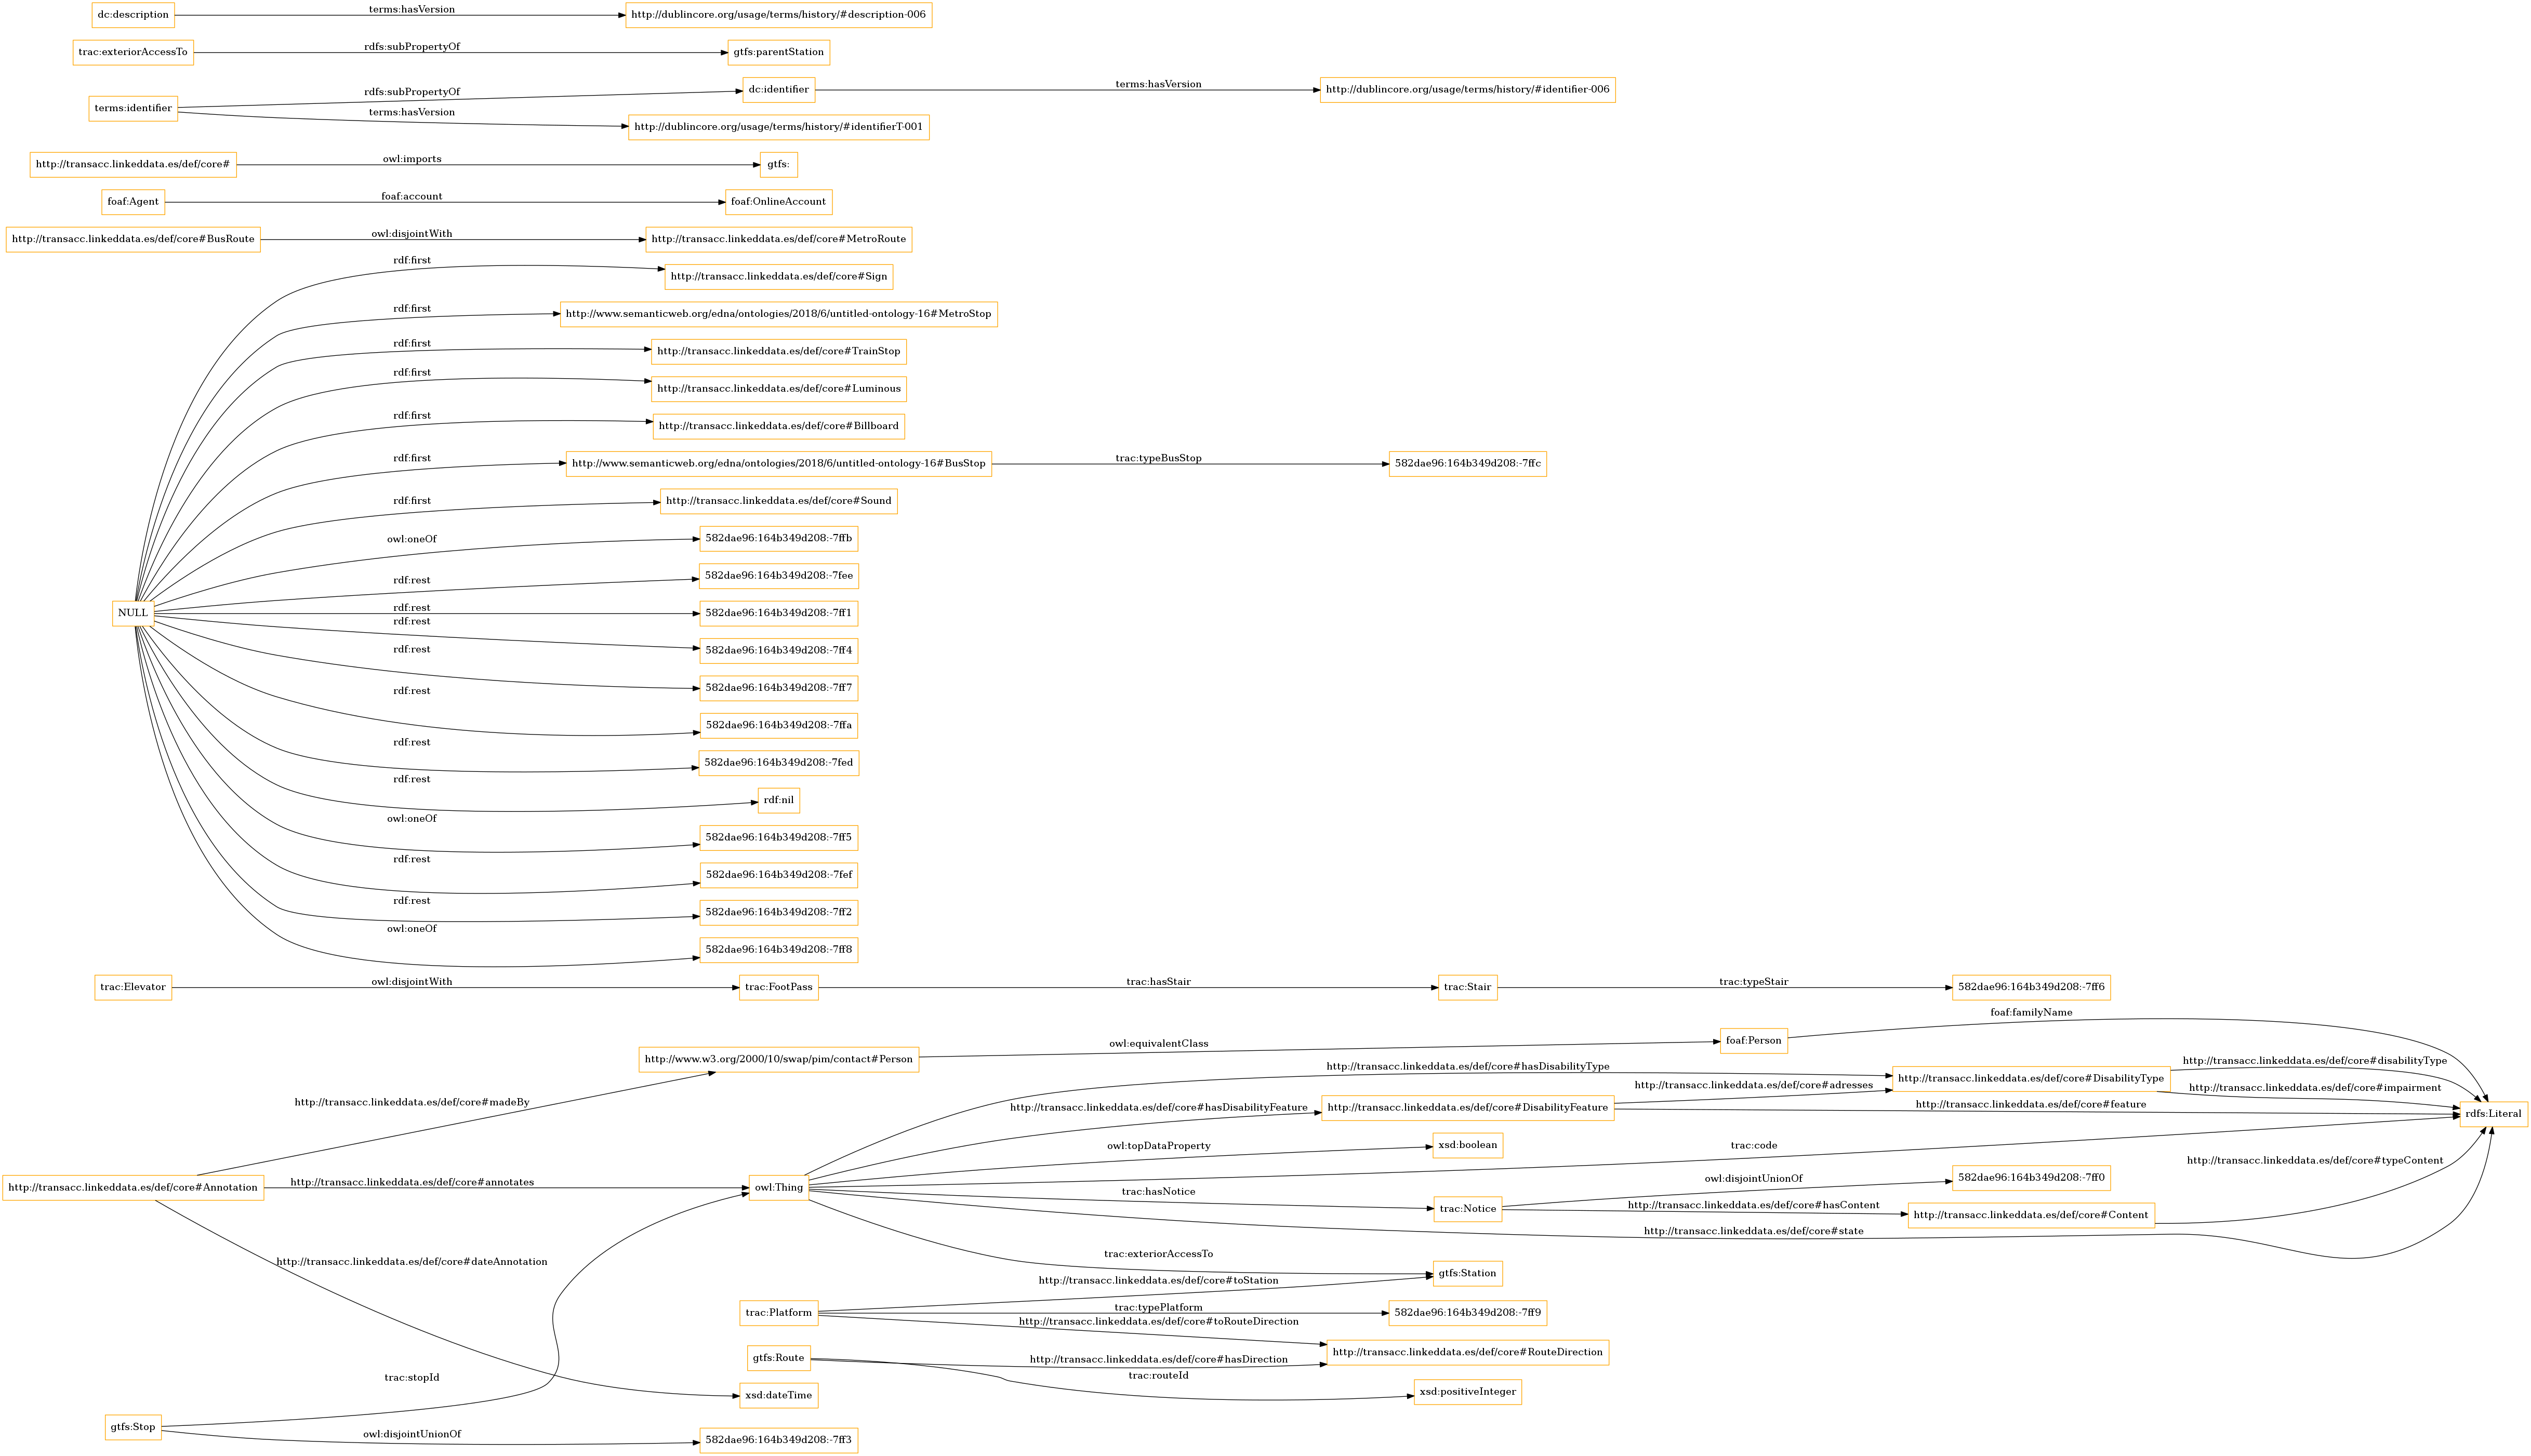 dc:description
terms:hasVersion
http://dublincore.org/usage/terms/history/#description-006
trac:exteriorAccessTo
rdfs:subPropertyOf
gtfs:parentStation
terms:identifier
rdfs:subPropertyOf
dc:identifier
terms:hasVersion
http://dublincore.org/usage/terms/history/#identifier-006
terms:hasVersion
http://dublincore.org/usage/terms/history/#identifierT-001
http://transacc.linkeddata.es/def/core#
owl:imports
gtfs:
foaf:Agent
foaf:account
foaf:OnlineAccount
http://transacc.linkeddata.es/def/core#BusRoute
owl:disjointWith
http://transacc.linkeddata.es/def/core#MetroRoute
rdf:first
http://transacc.linkeddata.es/def/core#Sign
rdf:first
http://www.semanticweb.org/edna/ontologies/2018/6/untitled-ontology-16#MetroStop
rdf:first
http://transacc.linkeddata.es/def/core#TrainStop
rdf:first
http://transacc.linkeddata.es/def/core#Luminous
rdf:first
http://transacc.linkeddata.es/def/core#Billboard
rdf:first
http://www.semanticweb.org/edna/ontologies/2018/6/untitled-ontology-16#BusStop
trac:typeBusStop
582dae96:164b349d208:-7ffc
rdf:first
http://transacc.linkeddata.es/def/core#Sound
owl:oneOf
582dae96:164b349d208:-7ffb
rdf:rest
582dae96:164b349d208:-7fee
NULL
rdf:rest
582dae96:164b349d208:-7ff1
rdf:rest
582dae96:164b349d208:-7ff4
rdf:rest
582dae96:164b349d208:-7ff7
rdf:rest
582dae96:164b349d208:-7ffa
rdf:rest
582dae96:164b349d208:-7fed
rdf:rest
rdf:nil
owl:oneOf
582dae96:164b349d208:-7ff5
rdf:rest
582dae96:164b349d208:-7fef
rdf:rest
582dae96:164b349d208:-7ff2
owl:oneOf
582dae96:164b349d208:-7ff8
trac:Elevator
owl:disjointWith
trac:FootPass
trac:hasStair
trac:Stair
trac:typeStair
582dae96:164b349d208:-7ff6
foaf:familyName
http://www.w3.org/2000/10/swap/pim/contact#Person
owl:equivalentClass
foaf:Person
http://transacc.linkeddata.es/def/core#hasDisabilityType
http://transacc.linkeddata.es/def/core#DisabilityType
http://transacc.linkeddata.es/def/core#disabilityType
http://transacc.linkeddata.es/def/core#adresses
http://transacc.linkeddata.es/def/core#impairment
http://transacc.linkeddata.es/def/core#madeBy
http://transacc.linkeddata.es/def/core#hasDisabilityFeature
http://transacc.linkeddata.es/def/core#DisabilityFeature
http://transacc.linkeddata.es/def/core#feature
rdfs:Literal
owl:topDataProperty
xsd:boolean
trac:code
http://transacc.linkeddata.es/def/core#typeContent
http://transacc.linkeddata.es/def/core#Annotation
http://transacc.linkeddata.es/def/core#annotates
owl:Thing
trac:hasNotice
trac:Notice
owl:disjointUnionOf
582dae96:164b349d208:-7ff0
http://transacc.linkeddata.es/def/core#hasContent
http://transacc.linkeddata.es/def/core#Content
http://transacc.linkeddata.es/def/core#state
http://transacc.linkeddata.es/def/core#dateAnnotation
trac:exteriorAccessTo
gtfs:Station
http://transacc.linkeddata.es/def/core#toStation
trac:Platform
trac:typePlatform
582dae96:164b349d208:-7ff9
http://transacc.linkeddata.es/def/core#toRouteDirection
http://transacc.linkeddata.es/def/core#RouteDirection
gtfs:Route
http://transacc.linkeddata.es/def/core#hasDirection
trac:routeId
xsd:positiveInteger
trac:stopId
xsd:dateTime
gtfs:Stop
owl:disjointUnionOf
582dae96:164b349d208:-7ff3